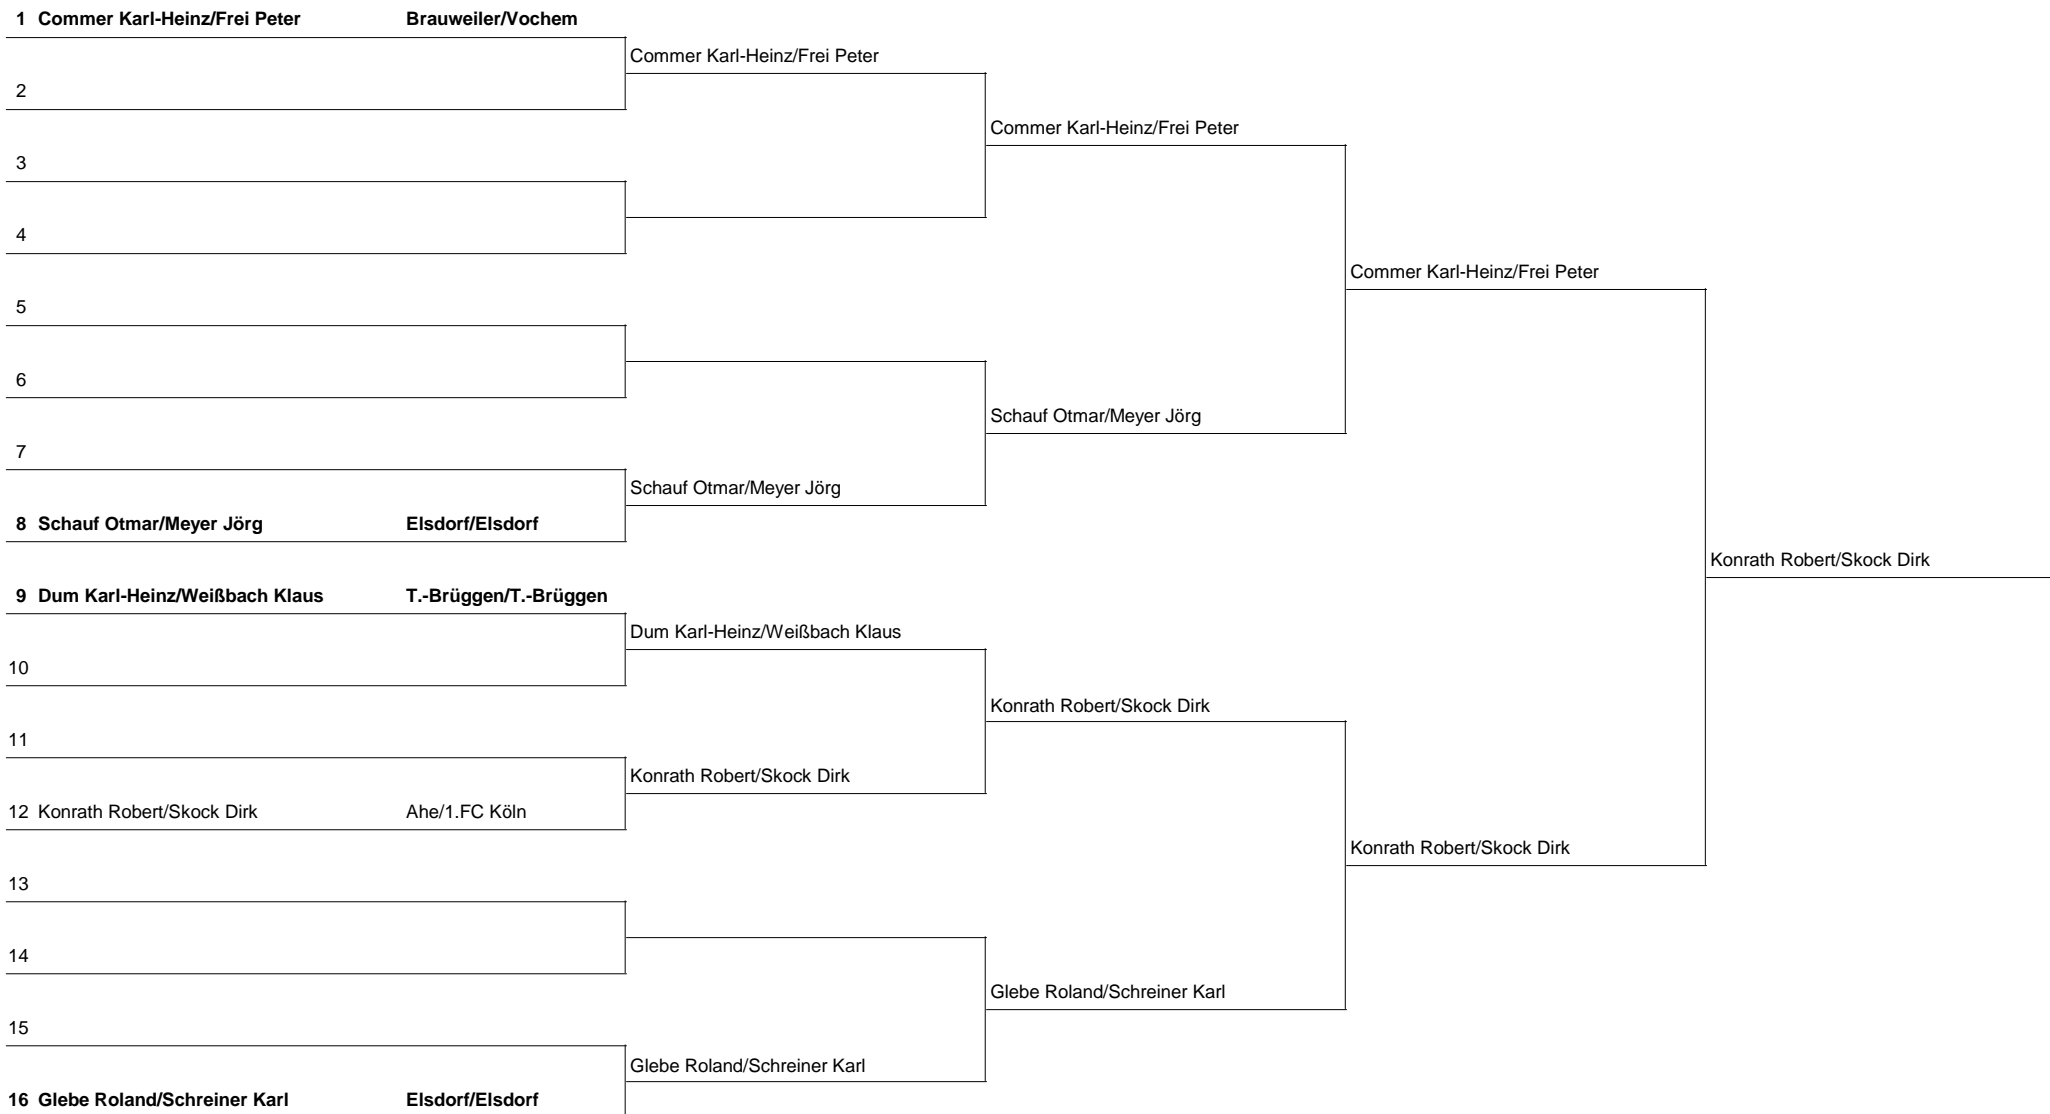 1 Commer Karl-Heinz/Frei Peter Brauweiler/Vochem
Commer Karl-Heinz/Frei Peter
2
Commer Karl-Heinz/Frei Peter
3
4
Commer Karl-Heinz/Frei Peter
5
6
Schauf Otmar/Meyer Jörg
7
Schauf Otmar/Meyer Jörg
8 Schauf Otmar/Meyer Jörg Elsdorf/Elsdorf
Konrath Robert/Skock Dirk
9 Dum Karl-Heinz/Weißbach Klaus T.-Brüggen/T.-Brüggen
Dum Karl-Heinz/Weißbach Klaus
10
Konrath Robert/Skock Dirk
11
Konrath Robert/Skock Dirk
12 Konrath Robert/Skock Dirk Ahe/1.FC Köln
Konrath Robert/Skock Dirk
13
14
Glebe Roland/Schreiner Karl
15
Glebe Roland/Schreiner Karl
16 Glebe Roland/Schreiner Karl Elsdorf/Elsdorf